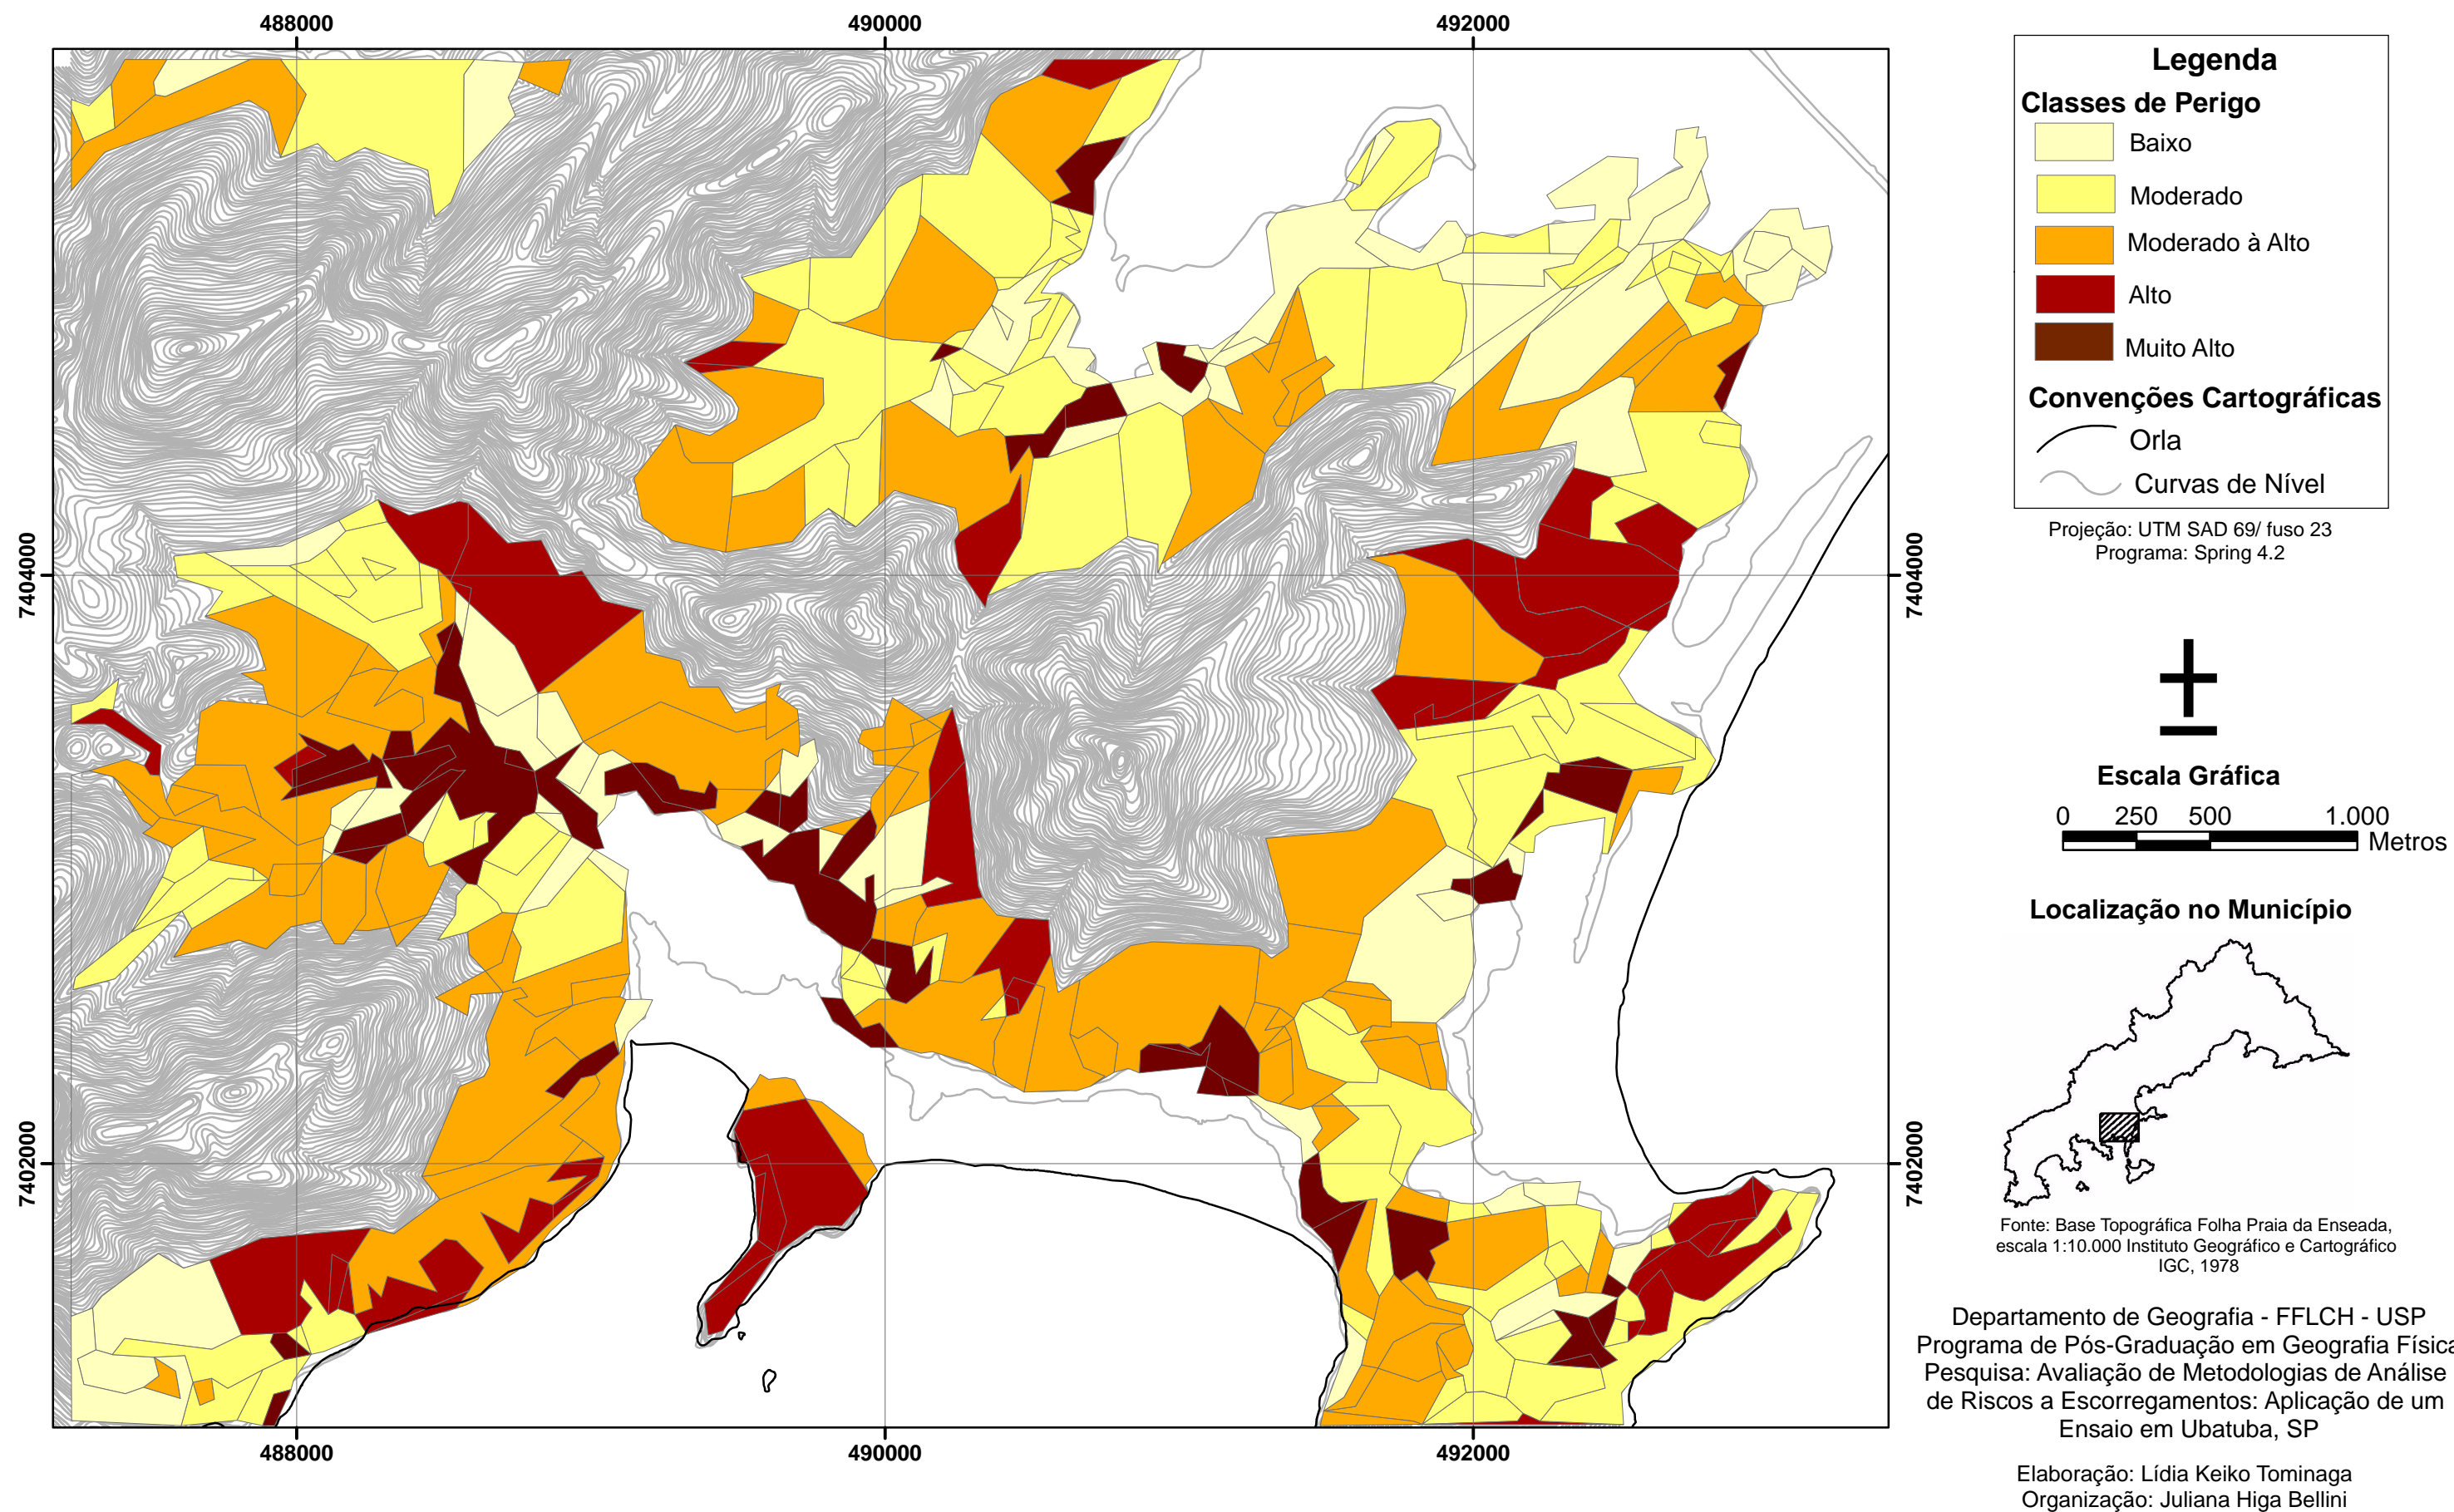 488000
490000
492000
7404000
7402000
7404000
7402000
488000
490000
492000
Legenda
Classes de Perigo
Baixo
Moderado
Moderado à Alto
Alto
Muito Alto
Convenções Cartográficas
Orla
Curvas de Nível
Projeção: UTM SAD 69/ fuso 23
Programa: Spring 4.2
Escala Gráfica
0 250 500 1.000
Metros
Localização no Município
Fonte: Base Topográfica Folha Praia da Enseada,
escala 1:10.000 Instituto Geográfico e Cartográfico
IGC, 1978
Departamento de Geografia - FFLCH - USP
Programa de Pós-Graduação em Geografia Física
Pesquisa: Avaliação de Metodologias de Análise
de Riscos a Escorregamentos: Aplicação de um
Ensaio em Ubatuba, SP
Elaboração: Lídia Keiko Tominaga
Organização: Juliana Higa Bellini